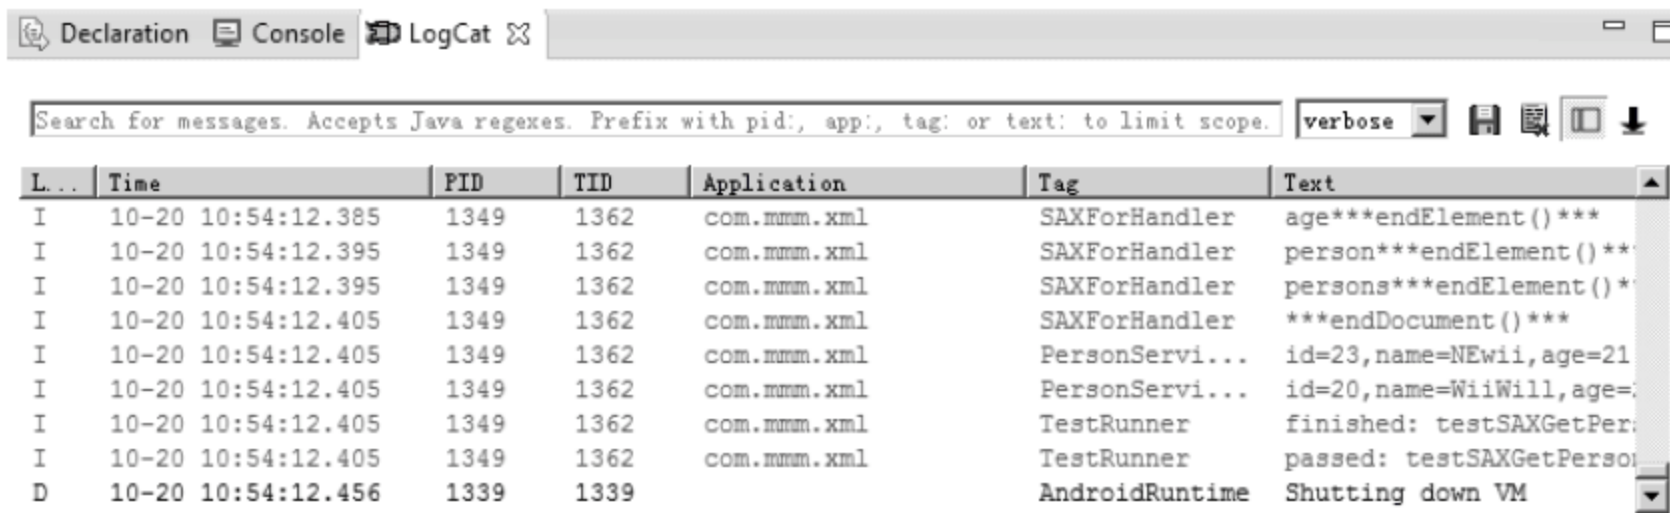 Declaration Console LogCat
Search for messages. Accepts Java regexes. Prefix with pid:, app:, tag: or text: to limit scope. verbose
L... Time PID TID Application Tag Text
I 10-20 10:54:12.385 1349 1362 com.mmm.xml SAXForHandler age***endElement()***
I 10-20 10:54:12.395 1349 1362 com.mmm.xml SAXForHandler person***endElement()**
I 10-20 10:54:12.395 1349 1362 com.mmm.xml SAXForHandler persons***endElement()*
I 10-20 10:54:12.405 1349 1362 com.mmm.xml SAXForHandler ***endDocument()***
I 10-20 10:54:12.405 1349 1362 com.mmm.xml PersonServi... id=23,name=NEwii,age=21
I 10-20 10:54:12.405 1349 1362 com.mmm.xml PersonServi... id=20,name=WiiWill,age=
I 10-20 10:54:12.405 1349 1362 com.mmm.xml TestRunner finished: testSAXGetPer
I 10-20 10:54:12.405 1349 1362 com.mmm.xml TestRunner passed: testSAXGetPerso
D 10-20 10:54:12.456 1339 1339 AndroidRuntime Shutting down VM